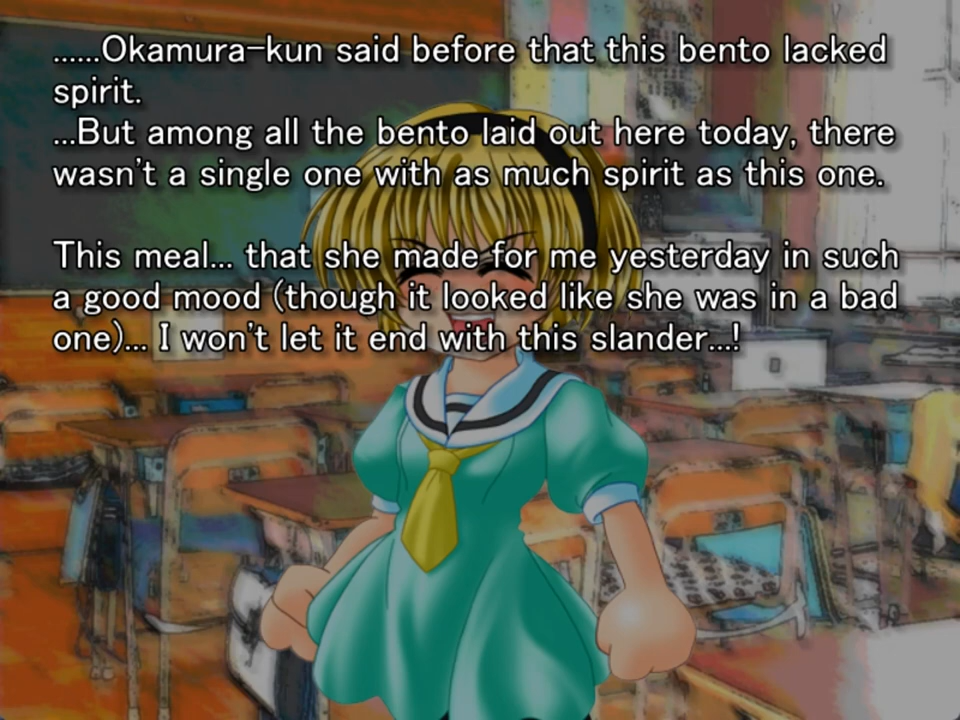 ......Okamura-kun said before that this bento lacked
spirit.
...But among all the bento laid out here today, there
wasn't a single one with as much spirit as this one.
This meal... that she made for me yesterday in such
a good mood (though it looked like she was in a bad
one)... I won't let it end with this slander...!